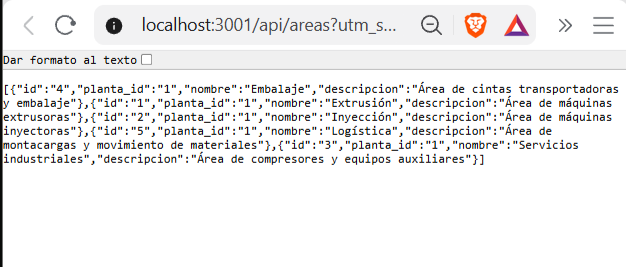 localhost:3001/api/areas?utm_s...
Dar formato al texto
[{"id":"4","planta_id":"1","nombre":"Embalaje","descripcion":"Área de cintas transportadoras
y embalaje"},{"id":"1","planta_id":"1","nombre":"Extrusión","descripcion":"Área de máquinas
extrusoras"},{"id":"2","planta_id":"1","nombre":"Inyección","descripcion":"Área de máquinas
inyectoras"},{"id":"5","planta_id":"1","nombre":"Logística","descripcion":"Área de
montacargas y movimiento de materiales"},{"id":"3","planta_id":"1","nombre":"Servicios
industriales","descripcion":"Área de compresores y equipos auxiliares"}]